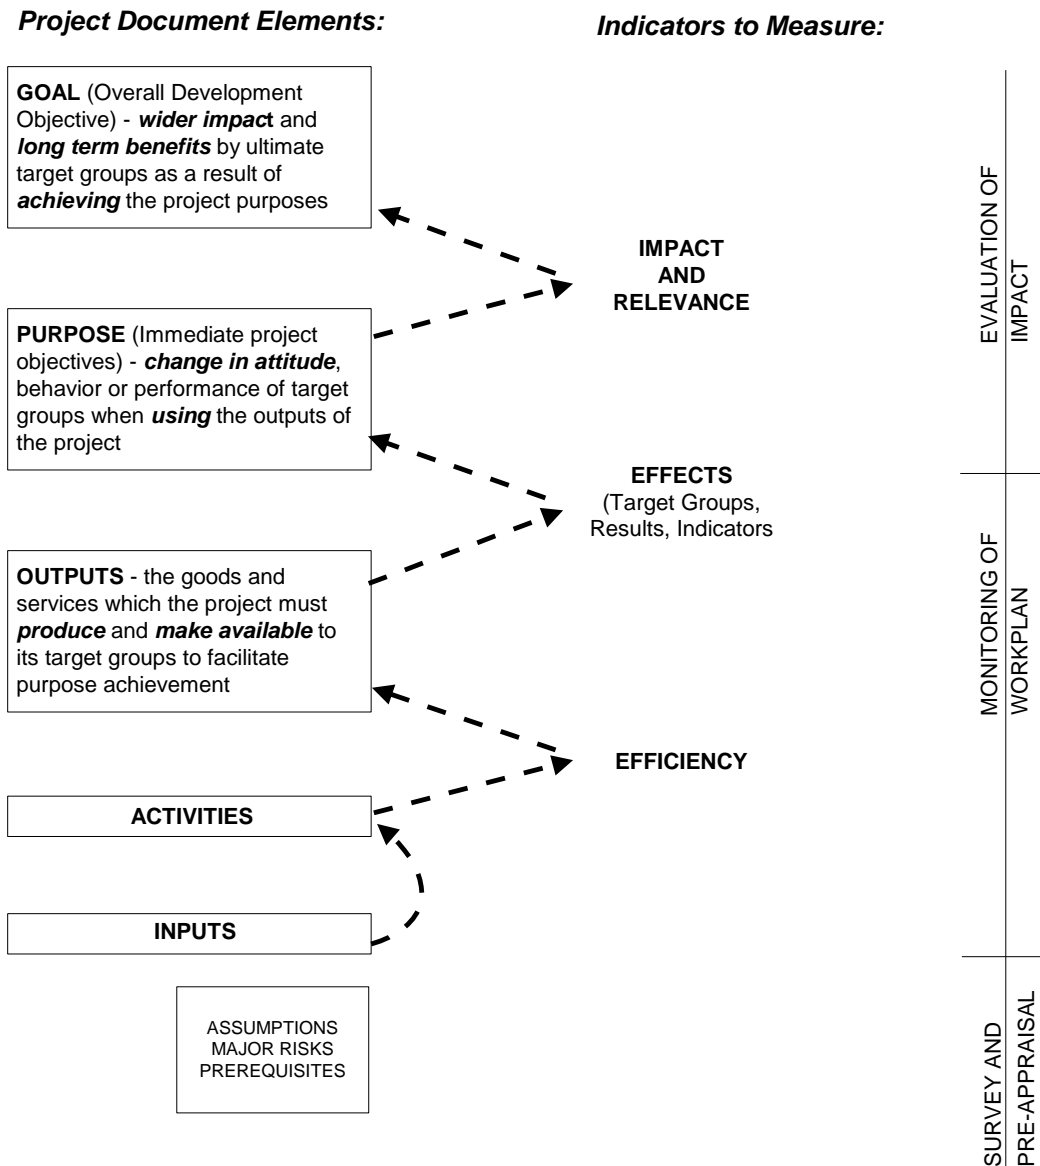 Project Document Elements:
Indicators to Measure:
GOAL (Overall Development
Objective) - wider impact and
long term benefits by ultimate
target groups as a result of
achieving the project purposes
IMPACT
AND
RELEVANCE
PURPOSE (Immediate project
objectives) - change in attitude,
behavior or performance of target
groups when using the outputs of
the project
EFFECTS
(Target Groups,
Results, Indicators
OUTPUTS - the goods and
services which the project must
produce and make available to
its target groups to facilitate
purpose achievement
EFFICIENCY
ACTIVITIES
INPUTS
ASSUMPTIONS
MAJOR RISKS
PREREQUISITES
EVALUATION OF
IMPACT
MONITORING OF
WORKPLAN
SURVEY AND
PRE-APPRAISAL